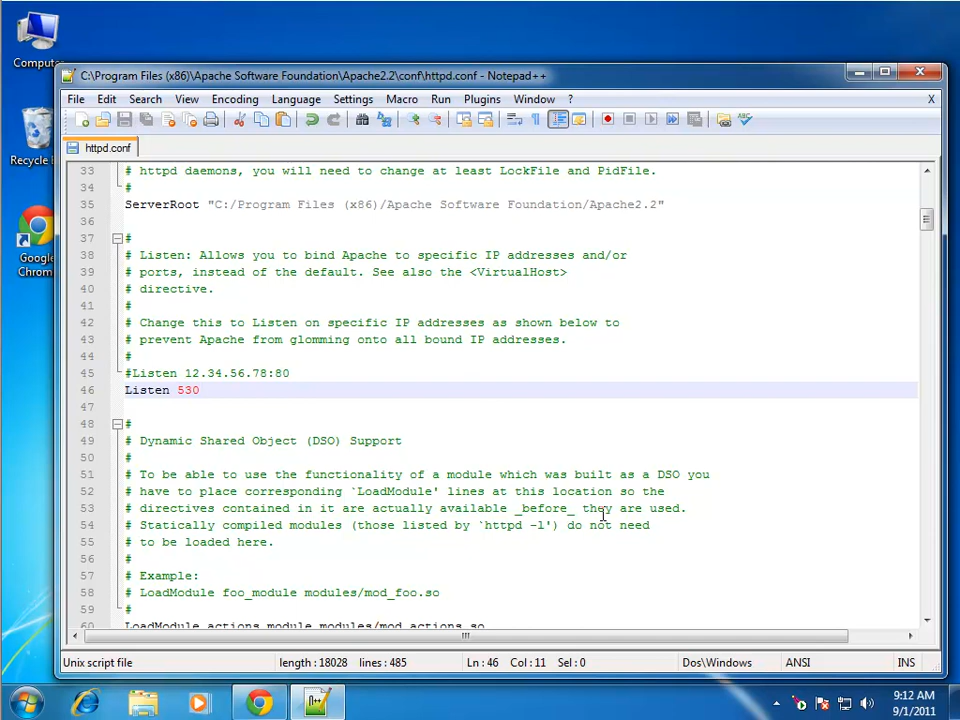 Computer
C:\Program Files (x86)\Apache Software Foundation\Apache2.2\conf\httpd.conf - Notepad++
File Edit Search View Encoding Language Settings Macro Run Plugins Window ? X
Recycle
httpd.conf
33 # httpd daemons, you will need to change at least LockFile and PidFile.
34 #
35 ServerRoot "C:/Program Files (x86)/Apache Software Foundation/Apache2.2"
36
37 #
38 # Listen: Allows you to bind Apache to specific IP addresses and/or
39 # ports, instead of the default. See also the <VirtualHost>
40 # directive.
41 #
42 # Change this to Listen on specific IP addresses as shown below to
43 # prevent Apache from glomming onto all bound IP addresses.
44 #
45 #Listen 12.34.56.78:80
46 Listen 530
47
48 #
49 # Dynamic Shared Object (DSO) Support
50 #
51 # To be able to use the functionality of a module which was built as a DSO you
52 # have to place corresponding `LoadModule' lines at this location so the
53 # directives contained in it are actually available _before_ they are used.
54 # Statically compiled modules (those listed by `httpd -l') do not need
55 # to be loaded here.
56 #
57 # Example:
58 # LoadModule foo_module modules/mod_foo.so
59 #
60 LoadModule actions_module modules/mod_actions.so
Google
Chrom
Unix script file length : 18028 lines : 485 Ln : 46 Col : 11 Sel : 0 Dos\Windows ANSI INS
9:12 AM
9/1/2011